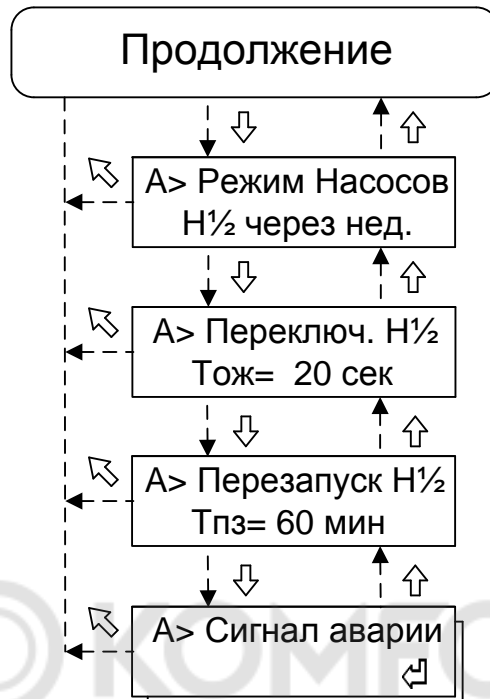 Продолжение
А> Режим Насосов
Н½ через нед.
А> Переключ. Н½
Тож= 20 сек
А> Перезапуск Н½
Тпз= 60 мин
А> Сигнал аварии